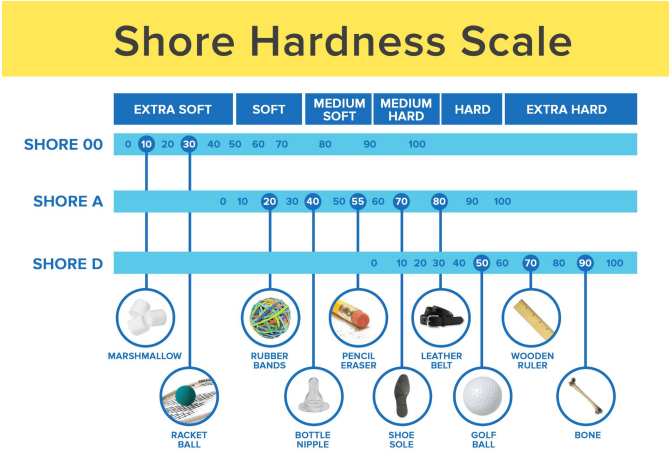 Shore Hardness Scale
EXTRA SOFT
SOFT
MEDIUM
SOFT
MEDIUM
HARD
HARD
EXTRA HARD
SHORE 00
0 10 20 30 40 50 60 70 80 90 100
SHORE A
0 10 20 30 40 50 55 60 70 80 90 100
SHORE D
0 10 20 30 40 50 60 70 80 90 100
MARSHMALLOW
RUBBER
BANDS
PENCIL
ERASER
LEATHER
BELT
WOODEN
RULER
RACKET
BALL
BOTTLE
NIPPLE
SHOE
SOLE
GOLF
BALL
BONE